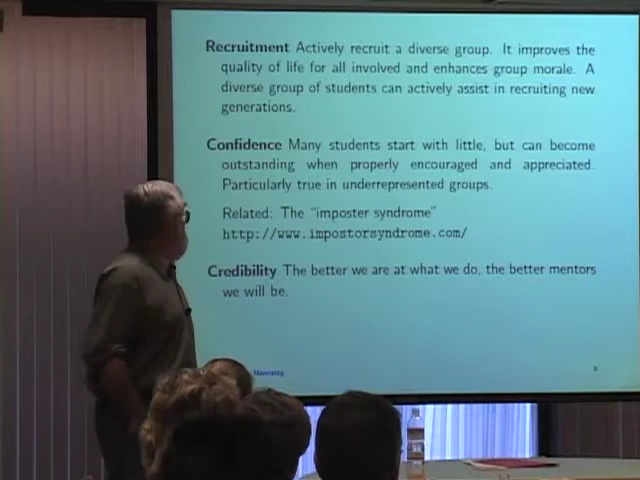 Recruitment Actively recruit a diverse group. It improves the
quality of life for all involved and enhances group morale. A
diverse group of students can actively assist in recruiting new
generations.
Confidence Many students start with little, but can become
outstanding when properly encouraged and appreciated.
Particularly true in underrepresented groups.
Related: The "imposter syndrome"
http://www.impostorsyndrome.com/
Credibility The better we are at what we do, the better mentors
we will be.
Mentoring